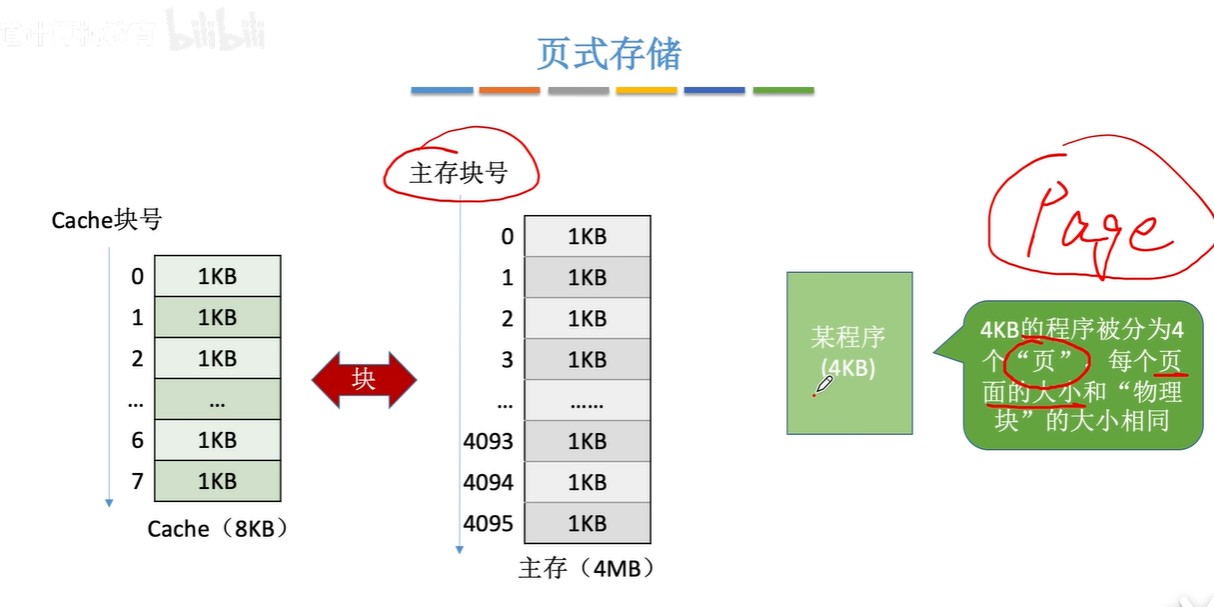 bilibili
页式存储
主存块号
Page
Cache块号
0 1KB
1 1KB
2 1KB
... ...
6 1KB
7 1KB
Cache（8KB）
块
0 1KB
1 1KB
2 1KB
3 1KB
... ......
4093 1KB
4094 1KB
4095 1KB
主存（4MB）
某程序
(4KB)
4KB的程序被分为4
个“页”，每个页
面的大小和“物理
块”的大小相同